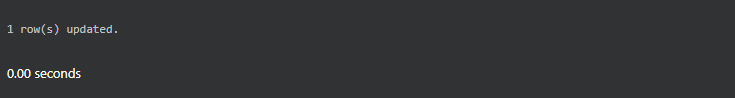 1 row(s) updated.
0.00 seconds